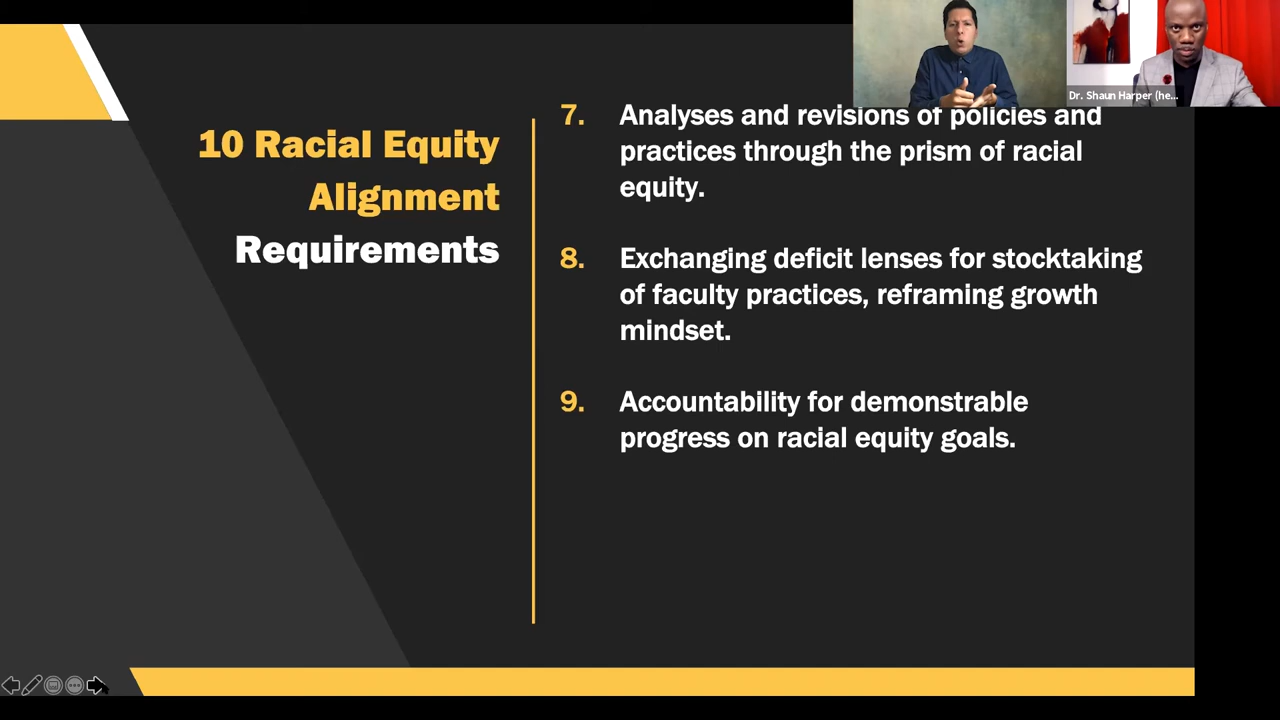 Dr. Shaun Harper (he...
10 Racial Equity
Alignment
Requirements
7. Analyses and revisions of policies and
practices through the prism of racial
equity.
8. Exchanging deficit lenses for stocktaking
of faculty practices, reframing growth
mindset.
9. Accountability for demonstrable
progress on racial equity goals.